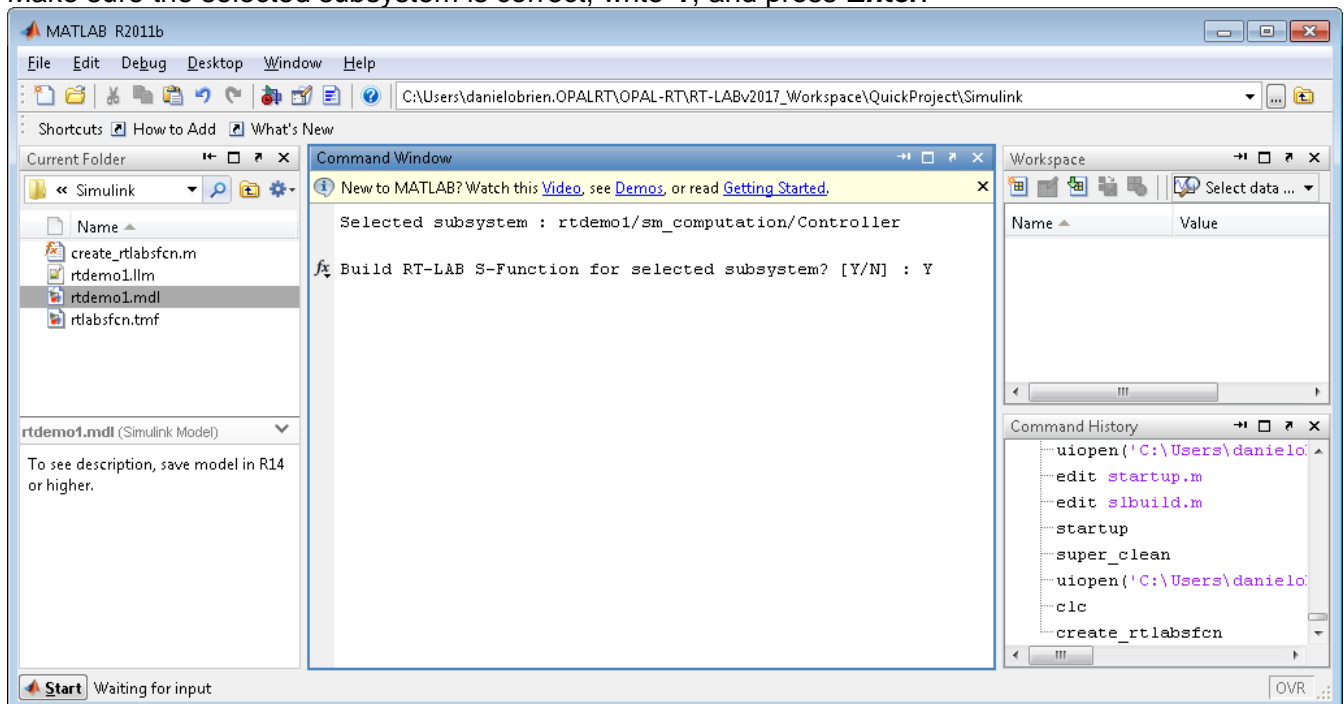 Make sure the selected subsystem is correct, write Y, and press Enter.
MATLAB R2011b
File Edit Debug Desktop Window Help
C:\Users\danielobrien.OPALRT\OPAL-RT\RT-LABv2017_Workspace\QuickProject\Simulink
Shortcuts How to Add What's New
Current Folder
« Simulink
Name
create_rtlabsfcn.m
rtdemo1.llm
rtdemo1.mdl
rtlabsfcn.tmf
rtdemo1.mdl (Simulink Model)
To see description, save model in R14
or higher.
Command Window
New to MATLAB? Watch this Video, see Demos, or read Getting Started.
Selected subsystem : rtdemo1/sm_computation/Controller
fx Build RT-LAB S-Function for selected subsystem? [Y/N] : Y
Workspace
Select data ...
Name Value
Command History
uiopen('C:\Users\danielo
edit startup.m
edit slbuild.m
startup
super_clean
uiopen('C:\Users\danielo
clc
create_rtlabsfcn
Start Waiting for input
OVR